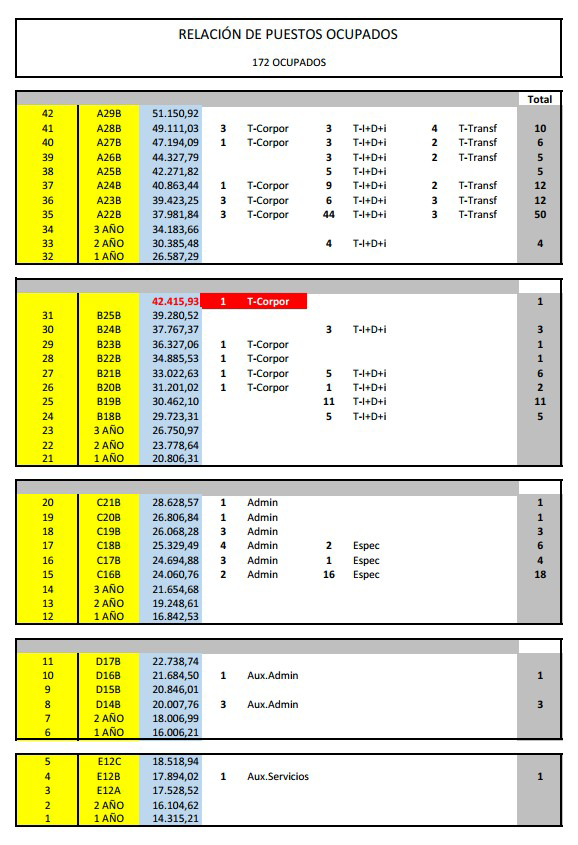 RELACIÓN DE PUESTOS OCUPADOS
172 OCUPADOS
Total
42 A29B 51.150,92
41 A28B 49.111,03 3 T-Corpor 3 T-I+D+i 4 T-Transf 10
40 A27B 47.194,09 1 T-Corpor 3 T-I+D+i 2 T-Transf 6
39 A26B 44.327,79 3 T-I+D+i 2 T-Transf 5
38 A25B 42.271,82 5 T-I+D+i 5
37 A24B 40.863,44 1 T-Corpor 9 T-I+D+i 2 T-Transf 12
36 A23B 39.423,25 3 T-Corpor 6 T-I+D+i 3 T-Transf 12
35 A22B 37.981,84 3 T-Corpor 44 T-I+D+i 3 T-Transf 50
34 3 AÑO 34.183,66
33 2 AÑO 30.385,48 4 T-I+D+i 4
32 1 AÑO 26.587,29
42.415,93 1 T-Corpor 1
31 B25B 39.280,52
30 B24B 37.767,37 3 T-I+D+i 3
29 B23B 36.327,06 1 T-Corpor 1
28 B22B 34.885,53 1 T-Corpor 1
27 B21B 33.022,63 1 T-Corpor 5 T-I+D+i 6
26 B20B 31.201,02 1 T-Corpor 1 T-I+D+i 2
25 B19B 30.462,10 11 T-I+D+i 11
24 B18B 29.723,31 5 T-I+D+i 5
23 3 AÑO 26.750,97
22 2 AÑO 23.778,64
21 1 AÑO 20.806,31
20 C21B 28.628,57 1 Admin 1
19 C20B 26.806,84 1 Admin 1
18 C19B 26.068,28 3 Admin 3
17 C18B 25.329,49 4 Admin 2 Espec 6
16 C17B 24.694,88 3 Admin 1 Espec 4
15 C16B 24.060,76 2 Admin 16 Espec 18
14 3 AÑO 21.654,68
13 2 AÑO 19.248,61
12 1 AÑO 16.842,53
11 D17B 22.738,74
10 D16B 21.684,50 1 Aux.Admin 1
9 D15B 20.846,01
8 D14B 20.007,76 3 Aux.Admin 3
7 2 AÑO 18.006,99
6 1 AÑO 16.006,21
5 E12C 18.518,94
4 E12B 17.894,02 1 Aux.Servicios 1
3 E12A 17.528,52
2 2 AÑO 16.104,62
1 1 AÑO 14.315,21